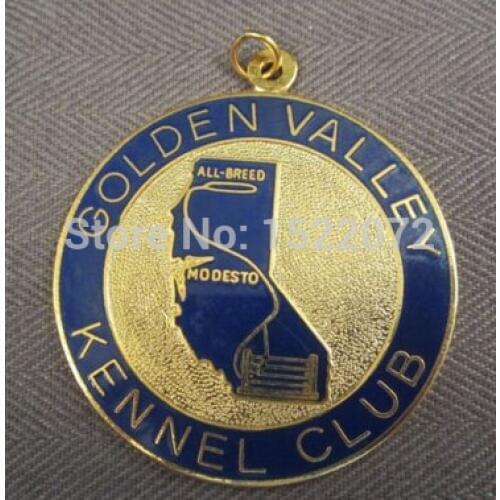 GOLDEN VALLEY
ALL-BREED
Store No: 1522072
MODESTO
KENNEL CLUB